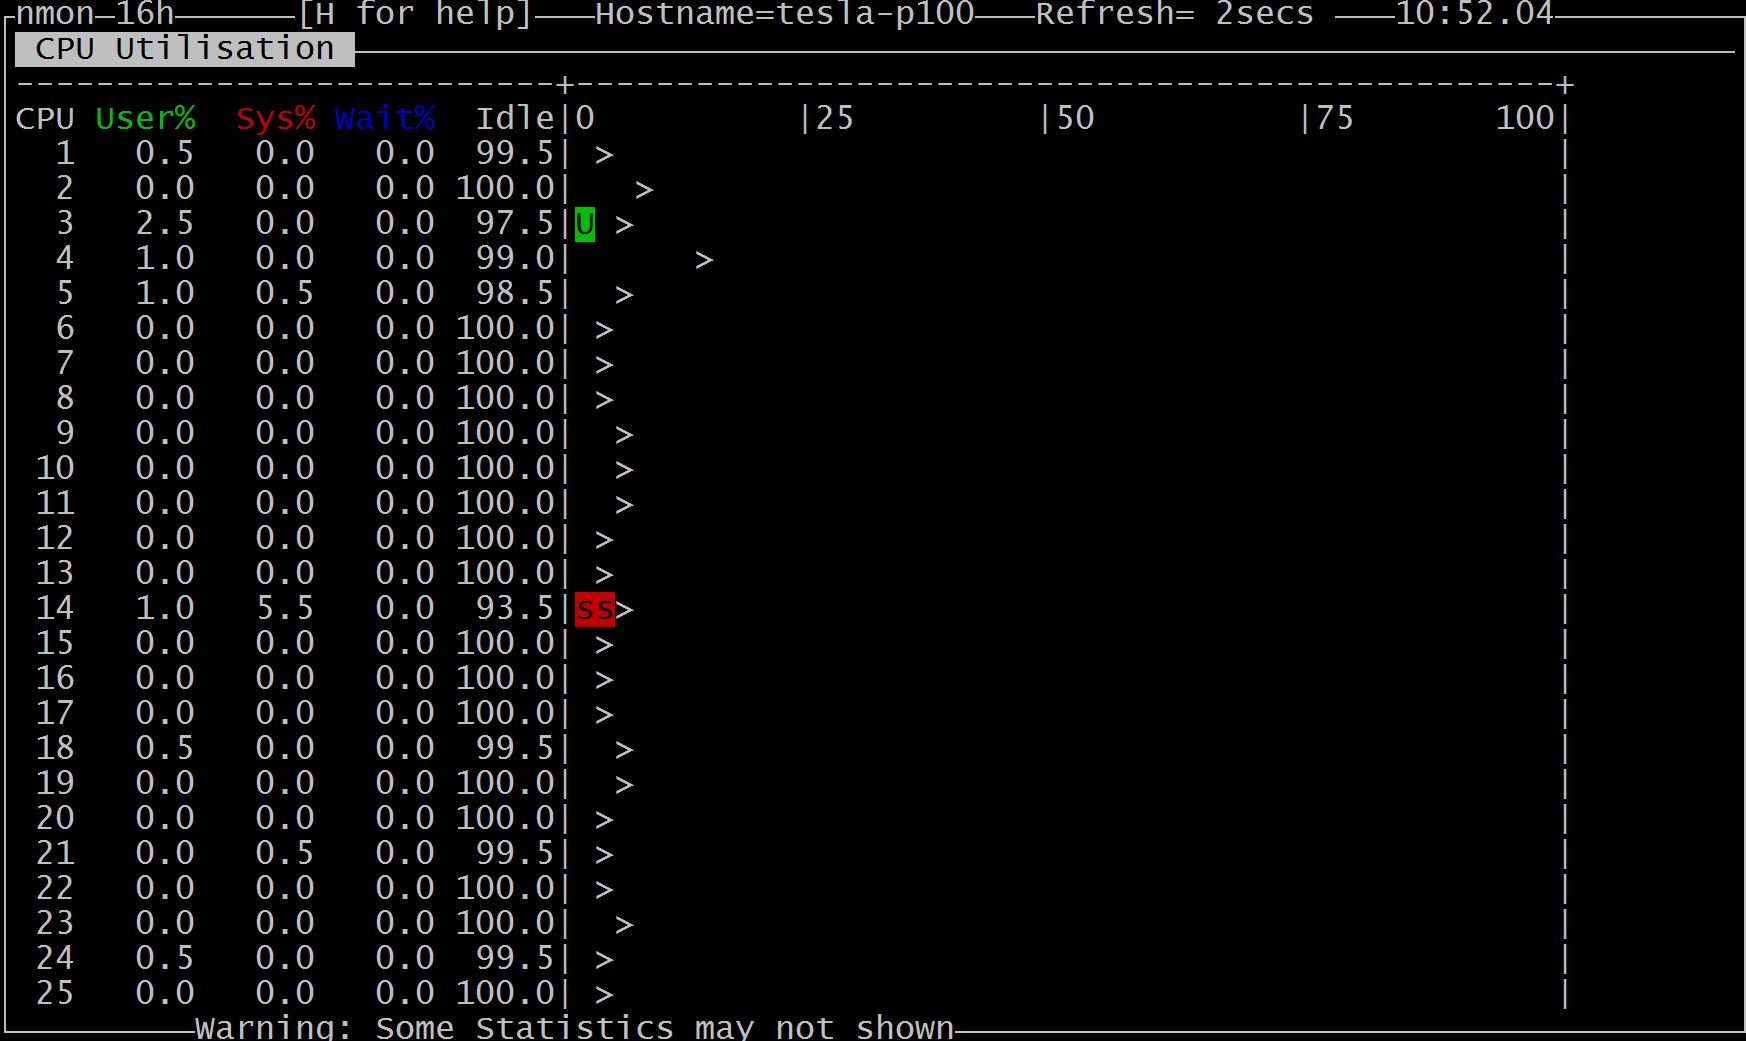 nmon-16h [H for help] Hostname=tesla-p100 Refresh= 2secs 10:52.04
CPU Utilisation
---------------------------+-------------------------------------------------+
CPU User% Sys% Wait% Idle|0 |25 |50 |75 100|
1 0.5 0.0 0.0 99.5| > |
2 0.0 0.0 0.0 100.0| > |
3 2.5 0.0 0.0 97.5|U > |
4 1.0 0.0 0.0 99.0| > |
5 1.0 0.5 0.0 98.5| > |
6 0.0 0.0 0.0 100.0| > |
7 0.0 0.0 0.0 100.0| > |
8 0.0 0.0 0.0 100.0| > |
9 0.0 0.0 0.0 100.0| > |
10 0.0 0.0 0.0 100.0| > |
11 0.0 0.0 0.0 100.0| > |
12 0.0 0.0 0.0 100.0| > |
13 0.0 0.0 0.0 100.0| > |
14 1.0 5.5 0.0 93.5|ss> |
15 0.0 0.0 0.0 100.0| > |
16 0.0 0.0 0.0 100.0| > |
17 0.0 0.0 0.0 100.0| > |
18 0.5 0.0 0.0 99.5| > |
19 0.0 0.0 0.0 100.0| > |
20 0.0 0.0 0.0 100.0| > |
21 0.0 0.5 0.0 99.5| > |
22 0.0 0.0 0.0 100.0| > |
23 0.0 0.0 0.0 100.0| > |
24 0.5 0.0 0.0 99.5| > |
25 0.0 0.0 0.0 100.0| > |
Warning: Some Statistics may not shown